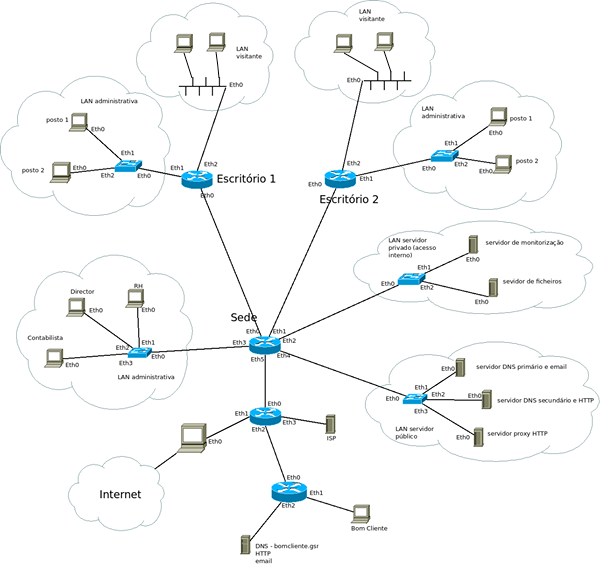 LAN
visitante
LAN
visitante
Eth0
Eth0
LAN administrativa
posto 1
Eth0
posto 2
Eth0
Eth1
Eth2
Eth0
Eth1
Eth2
Eth0
Escritório 1
LAN
administrativa
posto 1
Eth0
Eth1
posto 2
Eth0
Eth2
Eth0
Eth2
Eth1
Eth0
Escritório 2
LAN servidor
privado (acesso
interno)
servidor de monitorização
Eth0
Eth1
Eth0
Eth2
sevidor de ficheiros
Eth0
Director
Eth0
RH
Eth0
Contabilista
Eth0
Eth2
Eth1
Eth0
Eth3
LAN administrativa
Sede
Eth0
Eth1
Eth3
Eth2
Eth5
Eth4
servidor DNS primário e email
Eth0
Eth1
Eth0
Eth2
Eth0
servidor DNS secundário e HTTP
Eth3
LAN servidor
público
Eth0
servidor proxy HTTP
Eth0
Eth1
Eth3
Eth2
ISP
Eth0
Internet
Eth0
Eth1
Eth2
Bom Cliente
DNS - bomcliente.gsr
HTTP
email